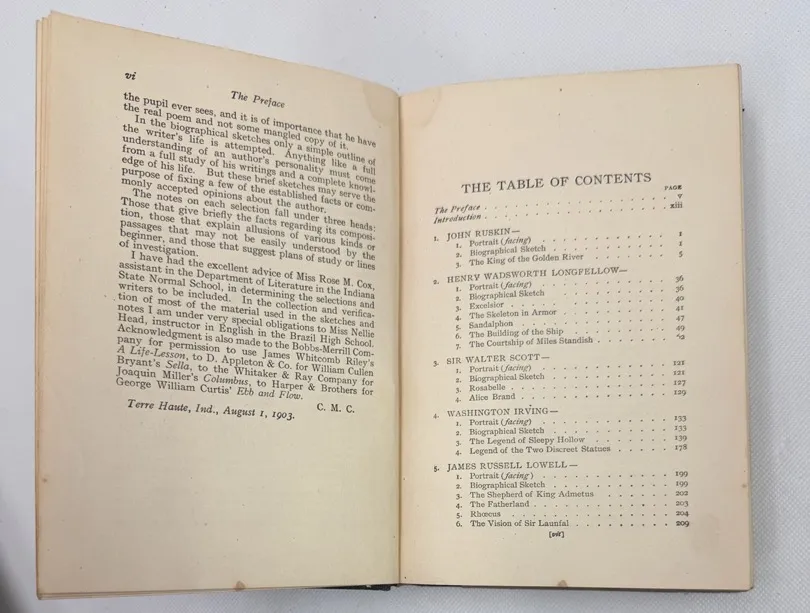 vi
The Preface
the pupil ever sees, and it is of importance that he have
the real poem and not some mangled copy of it.
In the biographical sketches only a simple outline of
the writer's life is attempted. Anything like a full
understanding of an author's personality must come
from a full study of his writings and a complete knowl-
edge of his life. But these brief sketches may serve the
purpose of fixing a few of the established facts or com-
monly accepted opinions about the author.
The notes on each selection fall under three heads:
Those that give briefly the facts regarding its composi-
tion, those that explain allusions of various kinds or
passages that may not be easily understood by the
beginner, and those that suggest plans of study or lines
of investigation.
I have had the excellent advice of Miss Rose M. Cox,
assistant in the Department of Literature in the Indiana
State Normal School, in determining the selections and
writers to be included. In the collection and verifica-
tion of most of the material used in the sketches and
notes I am under very special obligations to Miss Nellie
Head, instructor in English in the Brazil High School.
Acknowledgment is also made to the Bobbs-Merrill Com-
pany for permission to use James Whitcomb Riley's
A Life-Lesson, to D. Appleton & Co. for William Cullen
Bryant's Sella, to the Whitaker & Ray Company for
Joaquin Miller's Columbus, to Harper & Brothers for
George William Curtis' Ebb and Flow.
C. M. C.
Terre Haute, Ind., August 1, 1903.
THE TABLE OF CONTENTS
PAGE
The Preface . . . . . . . . . . . . . . v
Introduction . . . . . . . . . . . . . . xiii
1. JOHN RUSKIN—
1. Portrait (facing) . . . . . . . . . . 1
2. Biographical Sketch . . . . . . . . . 1
3. The King of the Golden River . . . . . . 5
2. HENRY WADSWORTH LONGFELLOW—
1. Portrait (facing) . . . . . . . . . . 36
2. Biographical Sketch . . . . . . . . . 36
3. Excelsior . . . . . . . . . . . . 40
4. The Skeleton in Armor . . . . . . . . 41
5. Sandalphon . . . . . . . . . . . . 47
6. The Building of the Ship . . . . . . . 49
7. The Courtship of Miles Standish . . . . .
3. SIR WALTER SCOTT—
1. Portrait (facing) . . . . . . . . . . 121
2. Biographical Sketch . . . . . . . . . 121
3. Rosabelle . . . . . . . . . . . . 127
4. Alice Brand . . . . . . . . . . . 129
4. WASHINGTON IRVING—
1. Portrait (facing) . . . . . . . . . . 133
2. Biographical Sketch . . . . . . . . . 133
3. The Legend of Sleepy Hollow . . . . . . 139
4. Legend of the Two Discreet Statues . . . . 178
5. JAMES RUSSELL LOWELL—
1. Portrait (facing) . . . . . . . . . . 199
2. Biographical Sketch . . . . . . . . . 199
3. The Shepherd of King Admetus . . . . . 202
4. The Fatherland . . . . . . . . . . 203
5. Rhœcus . . . . . . . . . . . . . 204
6. The Vision of Sir Launfal . . . . . . . 209
[vii]